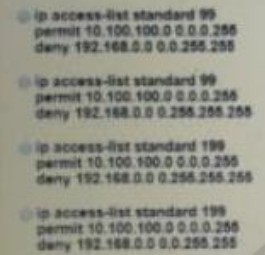 ip access-list standard 99
permit 10.100.100.0 0.0.0.255
deny 192.168.0.0 0.0.255.255
ip access-list standard 99
permit 10.100.100.0 0.0.0.255
deny 192.168.0.0 0.255.255.255
ip access-list standard 199
permit 10.100.100.0 0.0.0.255
deny 192.168.0.0 0.255.255.255
ip access-list standard 199
permit 10.100.100.0 0.0.0.255
deny 192.168.0.0 0.0.255.255